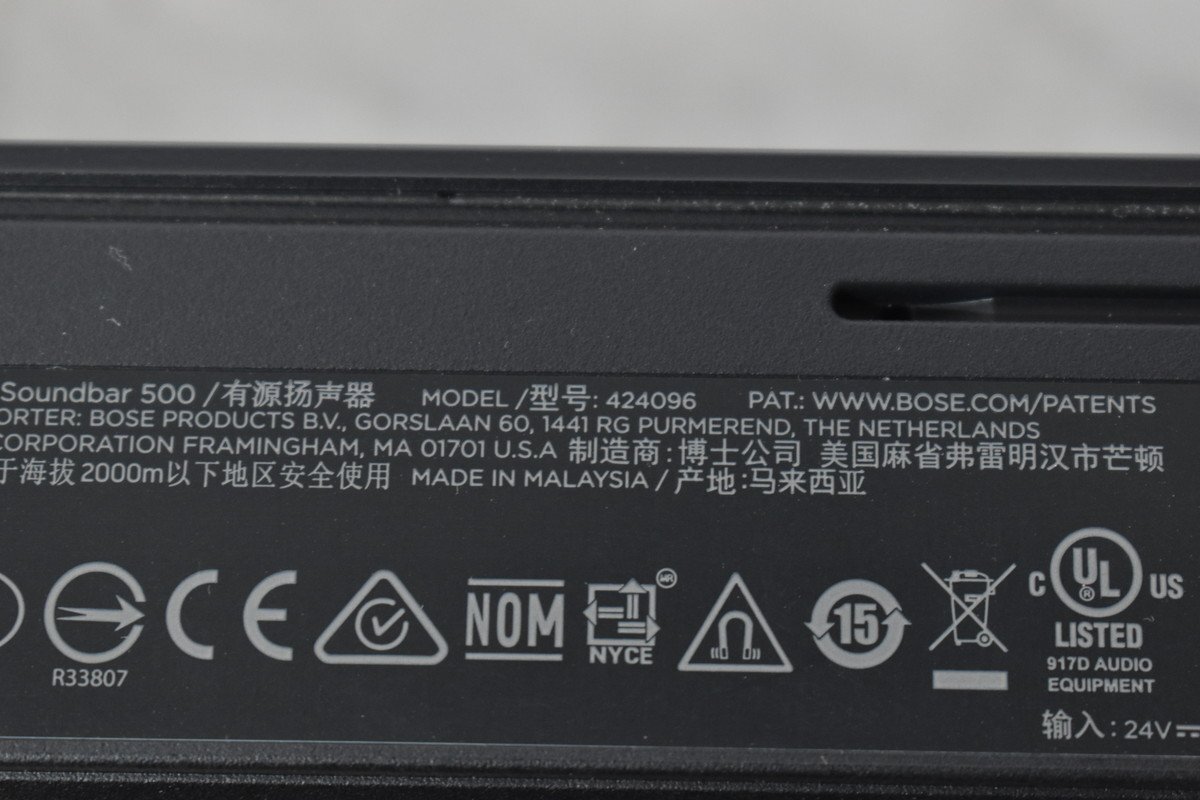 Soundbar 500 /有源扬声器 MODEL /型号: 424096 PAT.: WWW.BOSE.COM/PATENTS
ORTER: BOSE PRODUCTS B.V., GORSLAAN 60, 1441 RG PURMEREND, THE NETHERLANDS
CORPORATION FRAMINGHAM, MA 01701 U.S.A 制造商:博士公司 美国麻省弗雷明汉市芒顿
于海拔2000m以下地区安全使用 MADE IN MALAYSIA / 产地:马来西亚
R33807
CE
NOM
NYCE
MR
15
C UL ® US
LISTED
917D AUDIO
EQUIPMENT
输入: 24V